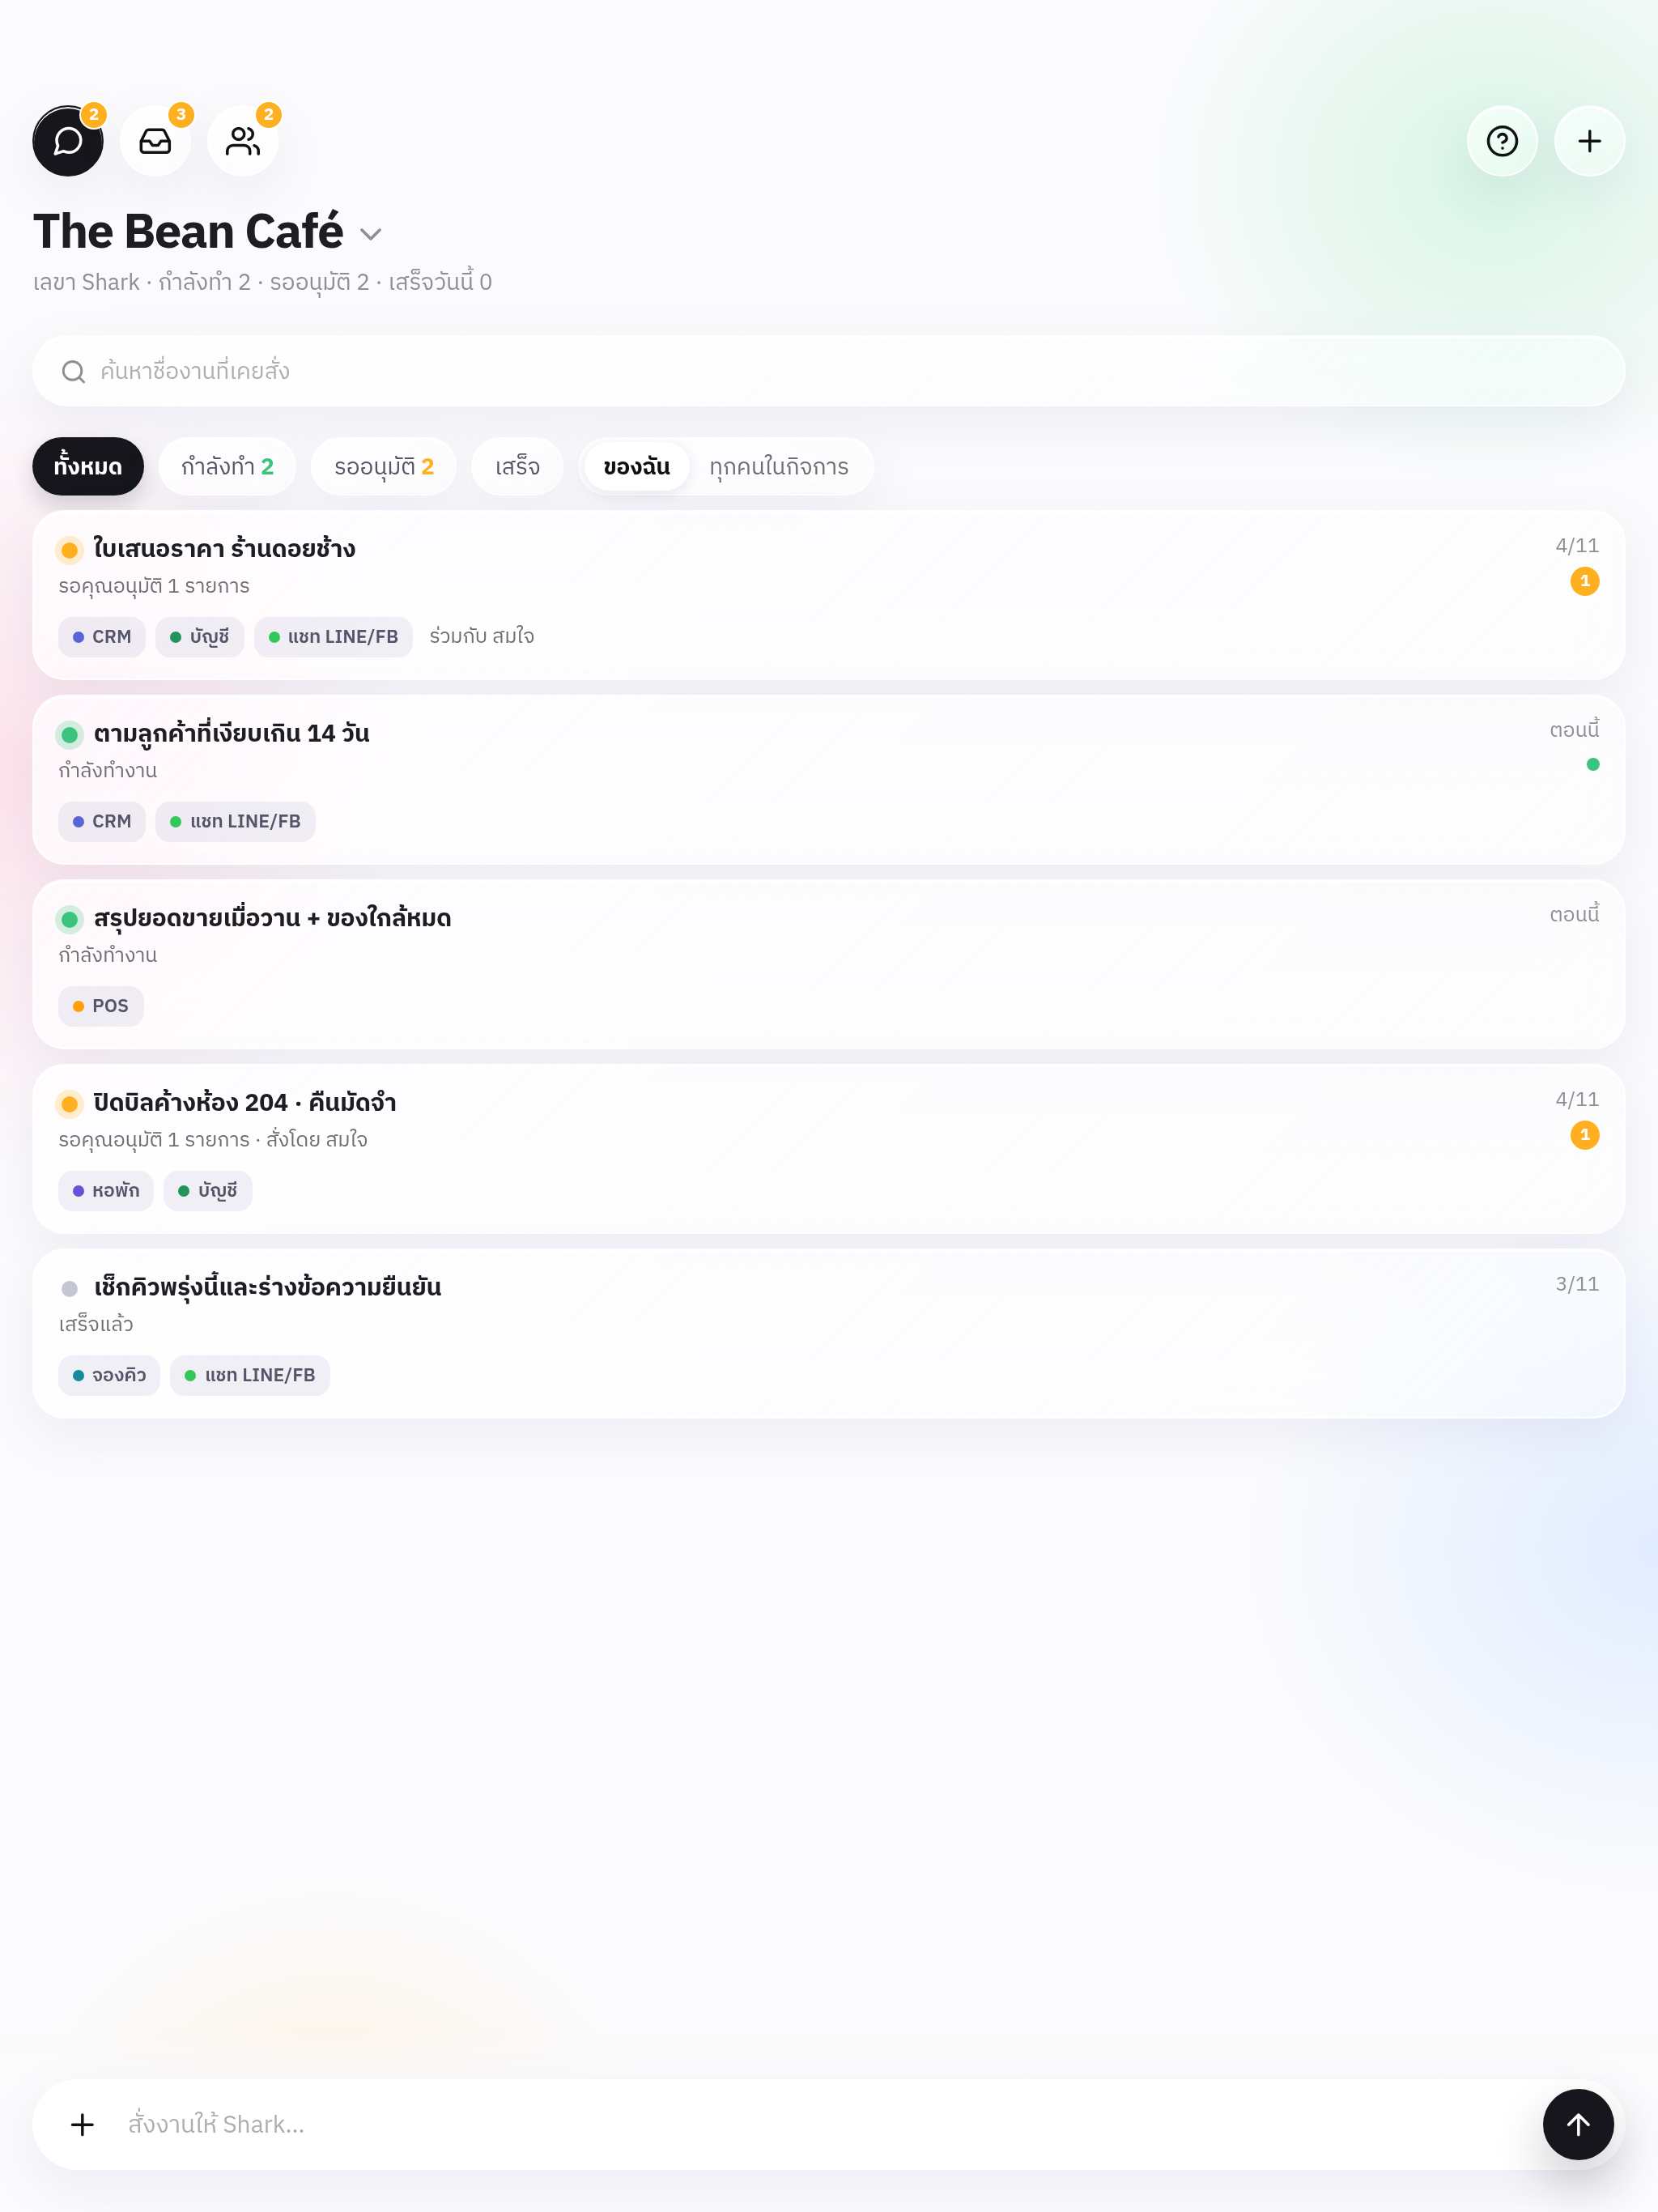 2
3
2
The Bean Café
เลขา Shark · กำลังทำ 2 · รออนุมัติ 2 · เสร็จวันนี้ 0
ค้นหาชื่องานที่เคยสั่ง
ทั้งหมด กำลังทำ 2 รออนุมัติ 2 เสร็จ ของฉัน ทุกคนในกิจการ
ใบเสนอราคา ร้านดอยช้าง 4/11
รอคุณอนุมัติ 1 รายการ 1
CRM บัญชี แชท LINE/FB ร่วมกับ สมใจ
ตามลูกค้าที่เงียบเกิน 14 วัน ตอนนี้
กำลังทำงาน
CRM แชท LINE/FB
สรุปยอดขายเมื่อวาน + ของใกล้หมด ตอนนี้
กำลังทำงาน
POS
ปิดบิลค้างห้อง 204 · คืนมัดจำ 4/11
รอคุณอนุมัติ 1 รายการ · สั่งโดย สมใจ 1
หอพัก บัญชี
เช็กคิวพรุ่งนี้และร่างข้อความยืนยัน 3/11
เสร็จแล้ว
จองคิว แชท LINE/FB
สั่งงานให้ Shark...